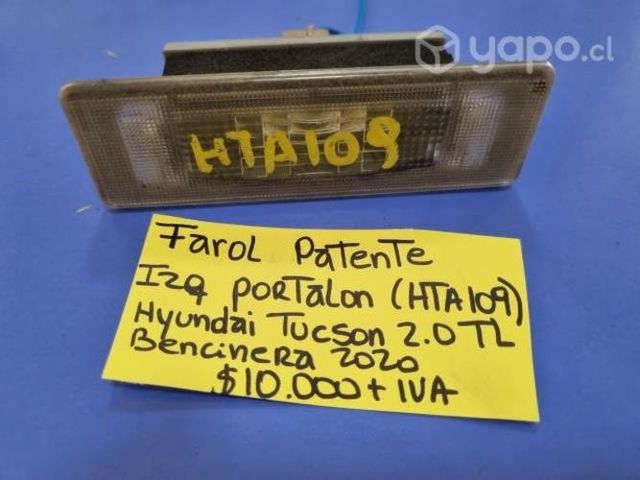 yapo.cl
HTA109
Farol Patente
Izq Portalon (HTA109)
Hyundai Tucson 2.0 TL
Bencinera 2020
$10.000 + IVA